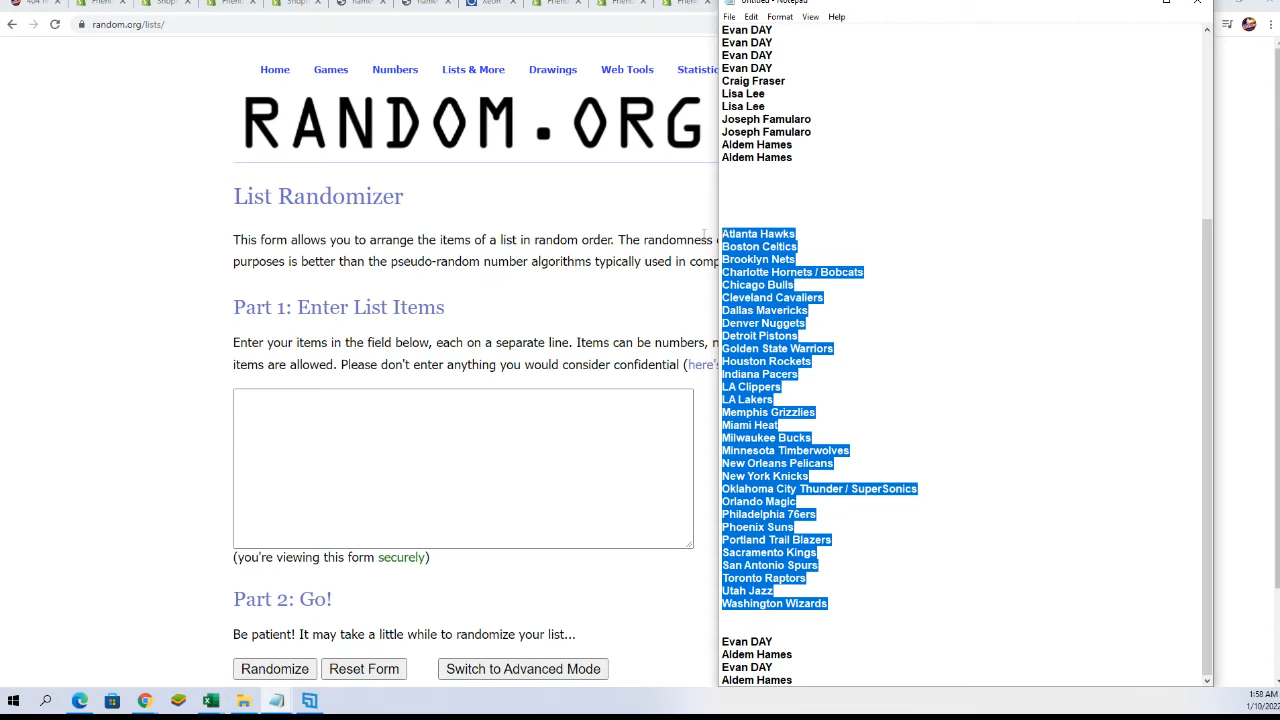 Untitled - Notepad
random.org/lists/
File Edit Format View Help
Home Games Numbers Lists & More Drawings Web Tools
RANDOM.ORG
List Randomizer
This form allows you to arrange the items of a list in random order. The randomness
purposes is better than the pseudo-random number algorithms typically used in
Part 1: Enter List Items
Enter your items in the field below, each on a separate line. Items can be numbers,
items are allowed. Please don't enter anything you would consider confidential (here's
(you're viewing this form securely)
Part 2: Go!
Be patient! It may take a little while to randomize your list...
Randomize Reset Form Switch to Advanced Mode
Evan DAY
Evan DAY
Evan DAY
Evan DAY
Craig Fraser
Lisa Lee
Lisa Lee
Joseph Famularo
Joseph Famularo
Aldem Hames
Aldem Hames
Atlanta Hawks
Boston Celtics
Brooklyn Nets
Charlotte Hornets / Bobcats
Chicago Bulls
Cleveland Cavaliers
Dallas Mavericks
Denver Nuggets
Detroit Pistons
Golden State Warriors
Houston Rockets
Indiana Pacers
LA Clippers
LA Lakers
Memphis Grizzlies
Miami Heat
Milwaukee Bucks
Minnesota Timberwolves
New Orleans Pelicans
New York Knicks
Oklahoma City Thunder / SuperSonics
Orlando Magic
Philadelphia 76ers
Phoenix Suns
Portland Trail Blazers
Sacramento Kings
San Antonio Spurs
Toronto Raptors
Utah Jazz
Washington Wizards
Evan DAY
Aldem Hames
Evan DAY
Aldem Hames
1:58 AM